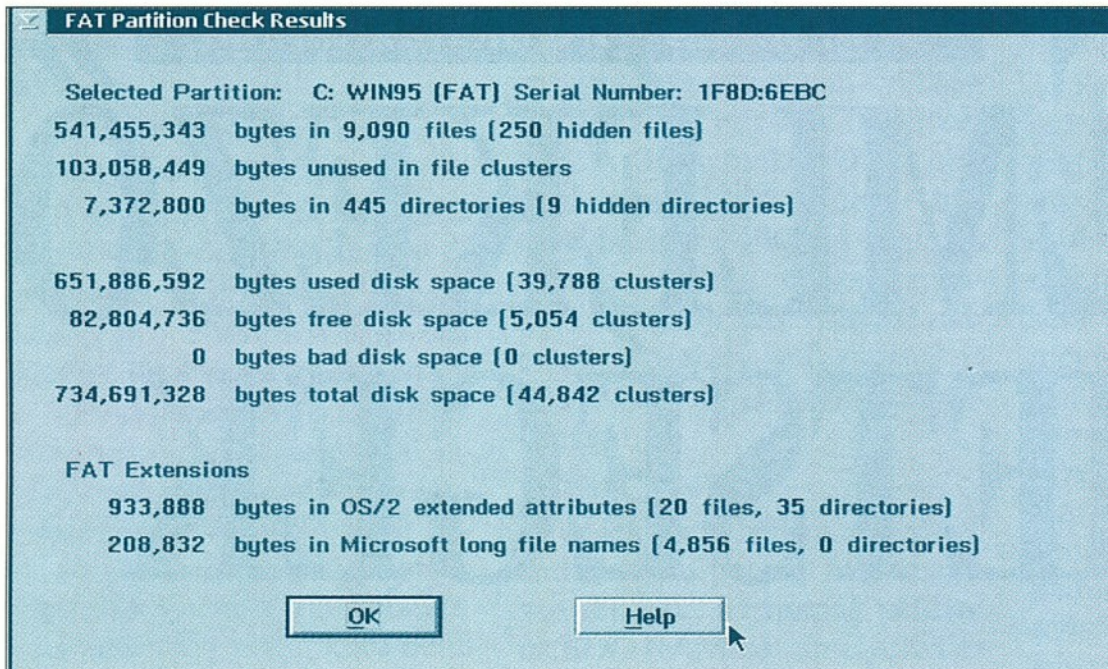 FAT Partition Check Results
Selected Partition: C: WIN95 (FAT) Serial Number: 1F8D:6EBC
541,455,343 bytes in 9,090 files (250 hidden files)
103,058,449 bytes unused in file clusters
7,372,800 bytes in 445 directories (9 hidden directories)
651,886,592 bytes used disk space (39,788 clusters)
82,804,736 bytes free disk space (5,054 clusters)
0 bytes bad disk space (0 clusters)
734,691,328 bytes total disk space (44,842 clusters)
FAT Extensions
933,888 bytes in OS/2 extended attributes (20 files, 35 directories)
208,832 bytes in Microsoft long file names (4,856 files, 0 directories)
OK Help